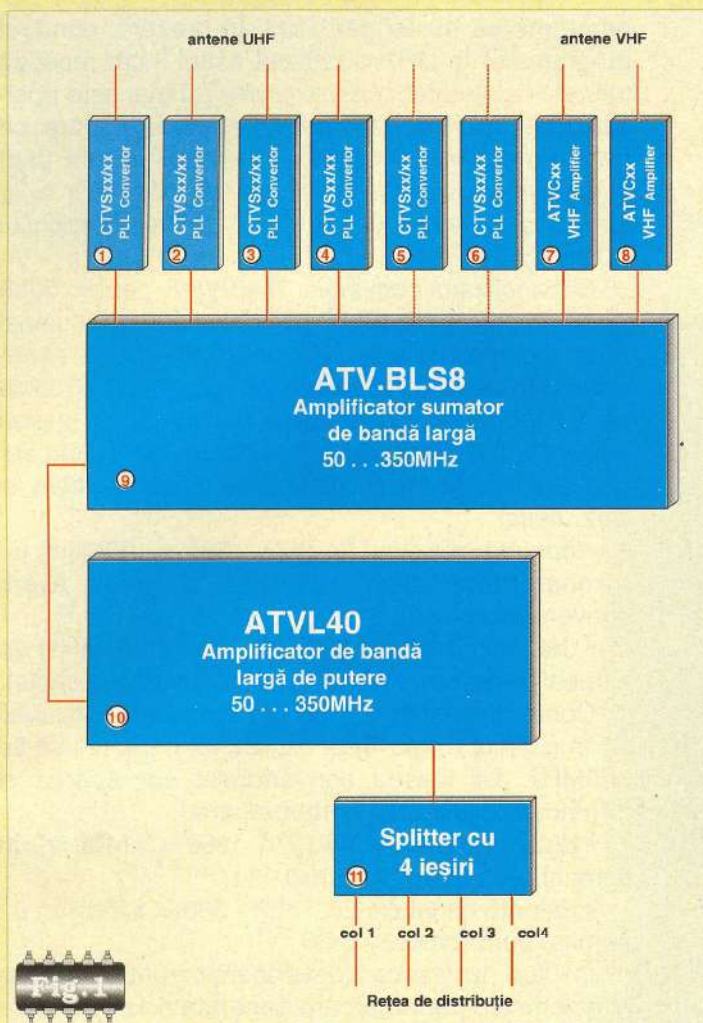 antene UHF
antene VHF
CTVSxx/xx
PLL Convertor
1
CTVSxx/xx
PLL Convertor
2
CTVSxx/xx
PLL Convertor
3
CTVSxx/xx
PLL Convertor
4
CTVSxx/xx
PLL Convertor
5
CTVSxx/xx
PLL Convertor
6
ATVCxx
VHF Amplifier
7
ATVCxx
VHF Amplifier
8
ATV.BLS8
Amplificator sumator
de bandă largă
50 . . .350MHz
9
ATVL40
Amplificator de bandă
largă de putere
50 . . . 350MHz
10
Splitter cu
4 ieșiri
11
col 1
col 2
col 3
col4
Fig.1
Rețea de distribuție